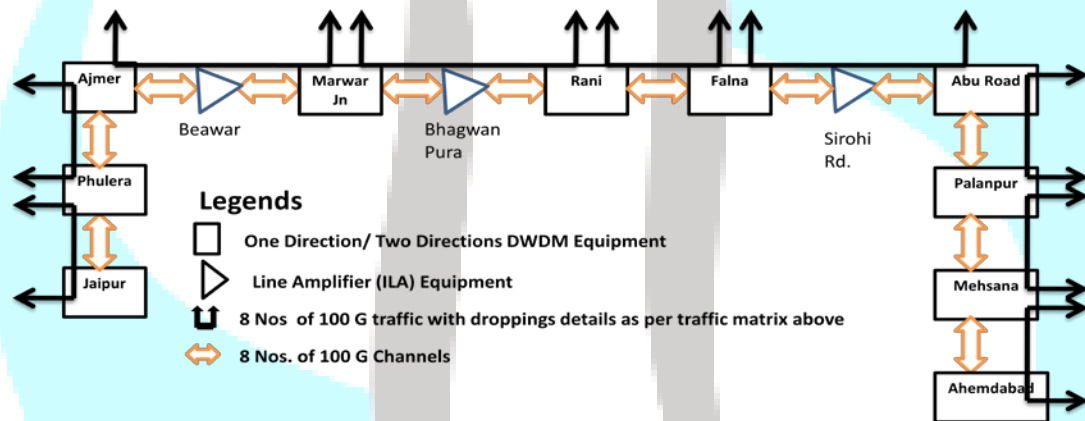 Ajmer
Marwar
Jn
Rani
Falna
Abu Road
Beawar
Bhagwan
Pura
Sirohi
Rd.
Phulera
Palanpur
Legends
One Direction/ Two Directions DWDM Equipment
Jaipur
Mehsana
Line Amplifier (ILA) Equipment
8 Nos of 100 G traffic with droppings details as per traffic matrix above
8 Nos. of 100 G Channels
Ahemdabad